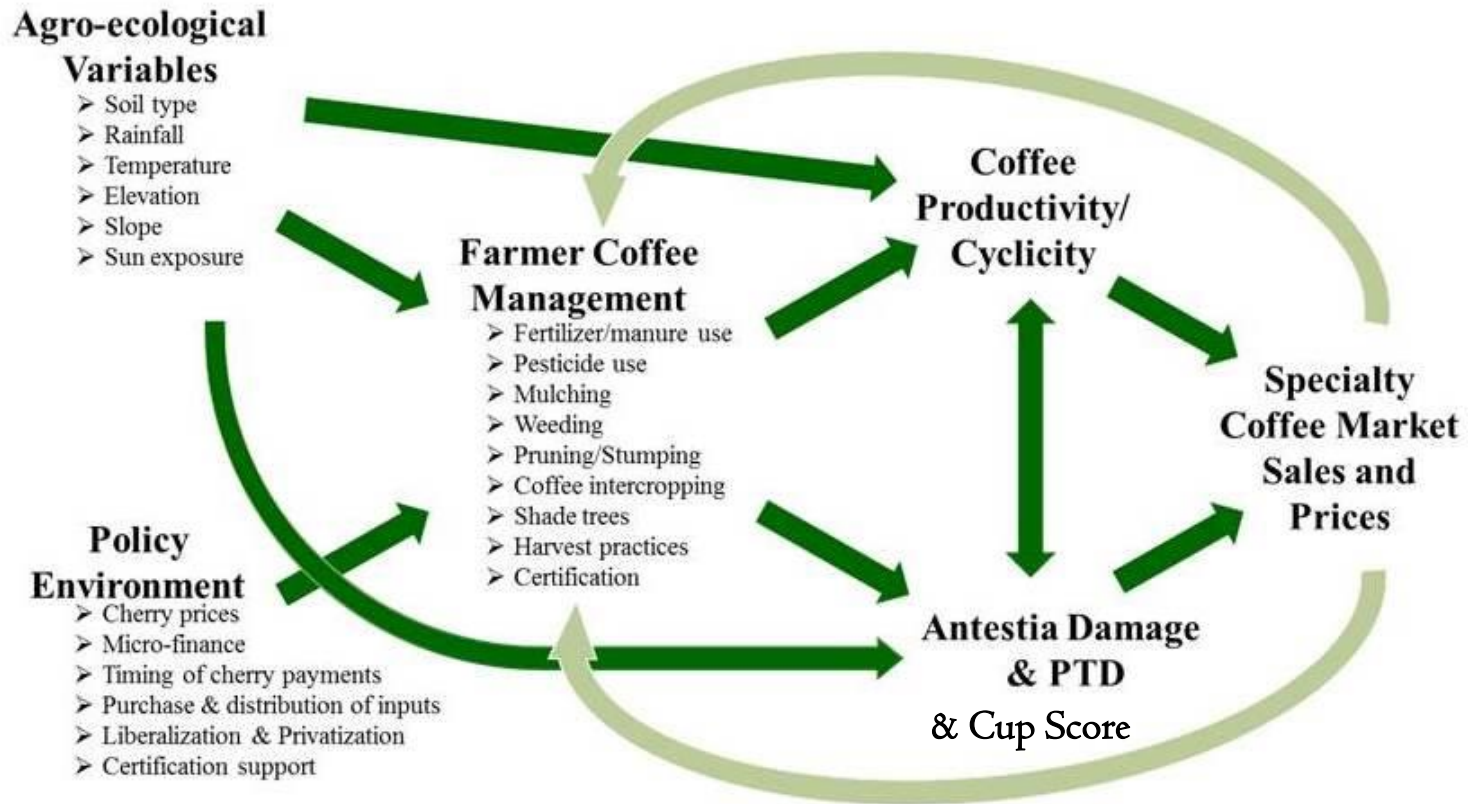 Agro-ecological
Variables
➢ Soil type
➢ Rainfall
➢ Temperature
➢ Elevation
➢ Slope
➢ Sun exposure
Policy
Environment
➢ Cherry prices
➢ Micro-finance
➢ Timing of cherry payments
➢ Purchase & distribution of inputs
➢ Liberalization & Privatization
➢ Certification support
Farmer Coffee
Management
➢ Fertilizer/manure use
➢ Pesticide use
➢ Mulching
➢ Weeding
➢ Pruning/Stumping
➢ Coffee intercropping
➢ Shade trees
➢ Harvest practices
➢ Certification
Coffee
Productivity/
Cyclicity
Antestia Damage
& PTD
& Cup Score
Specialty
Coffee Market
Sales and
Prices